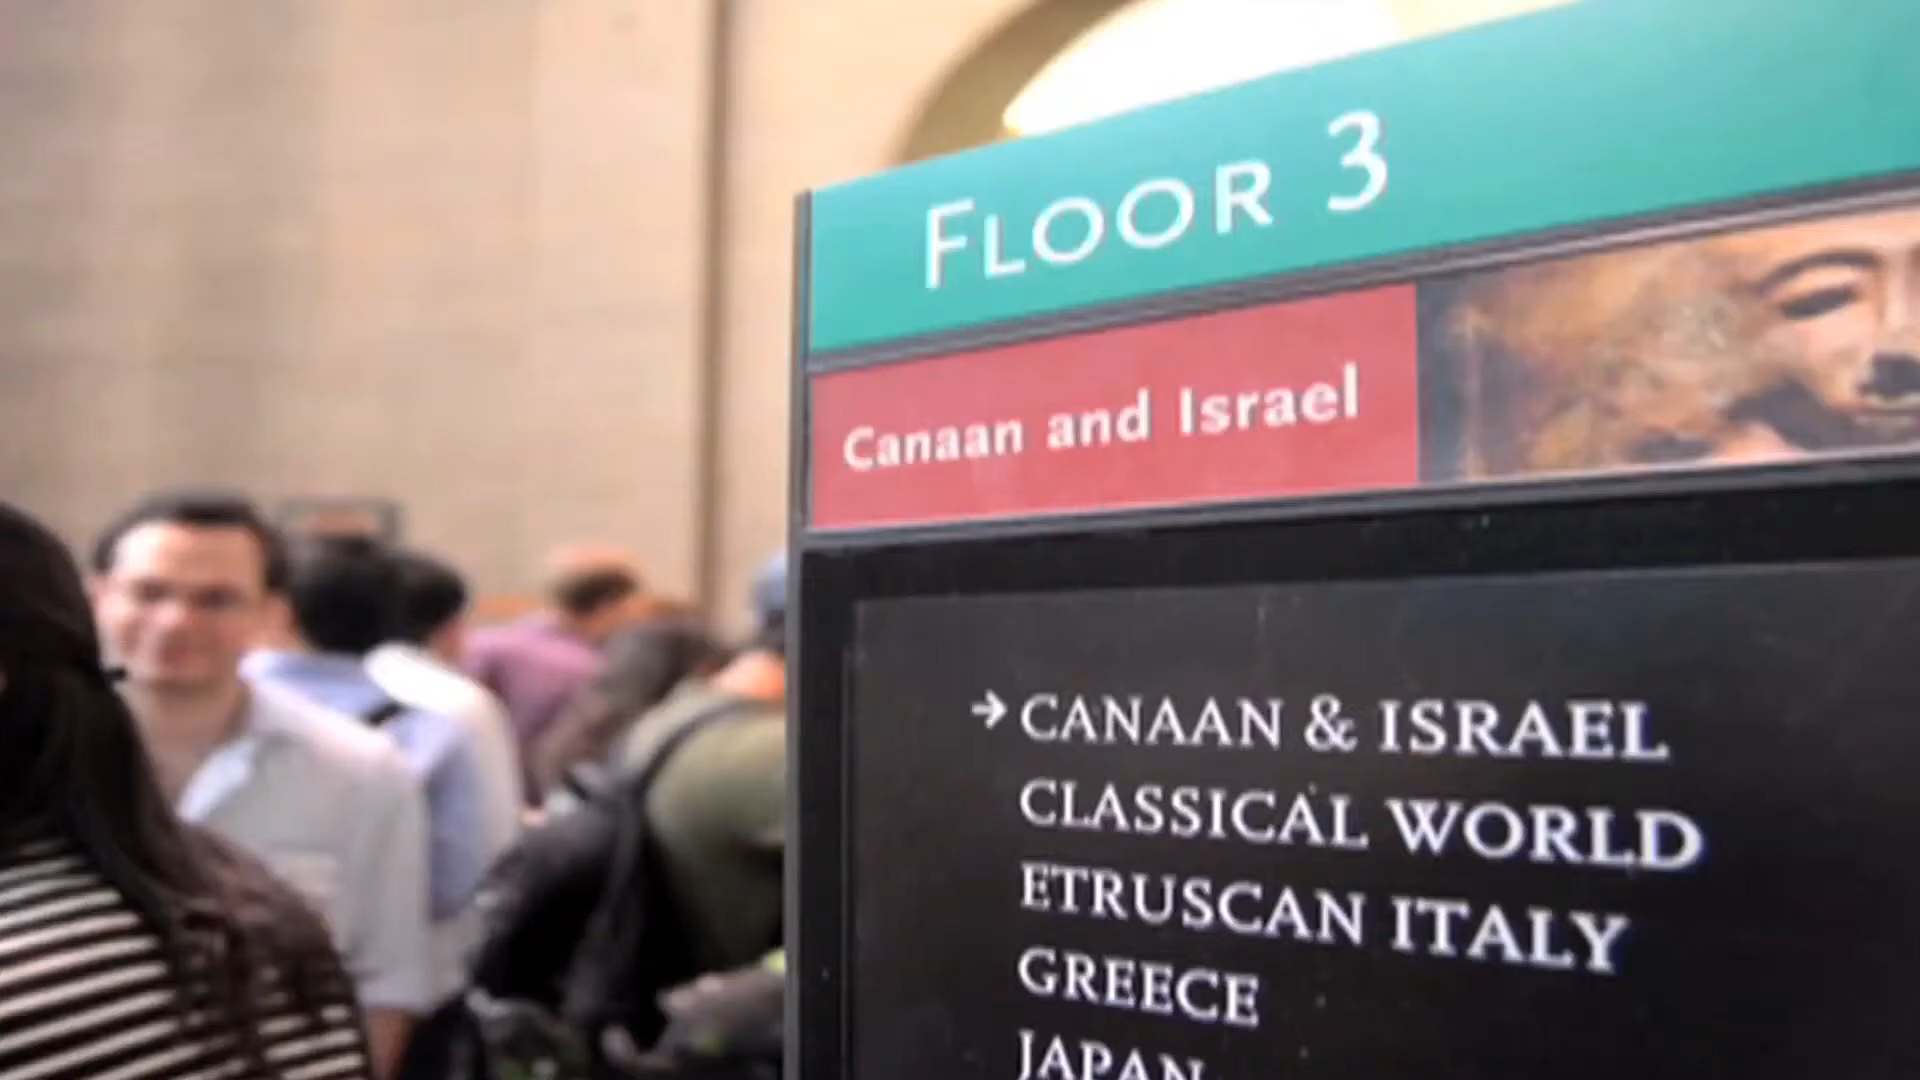 FLOOR 3
Canaan and Israel
→ CANAAN & ISRAEL
CLASSICAL WORLD
ETRUSCAN ITALY
GREECE
JAPAN